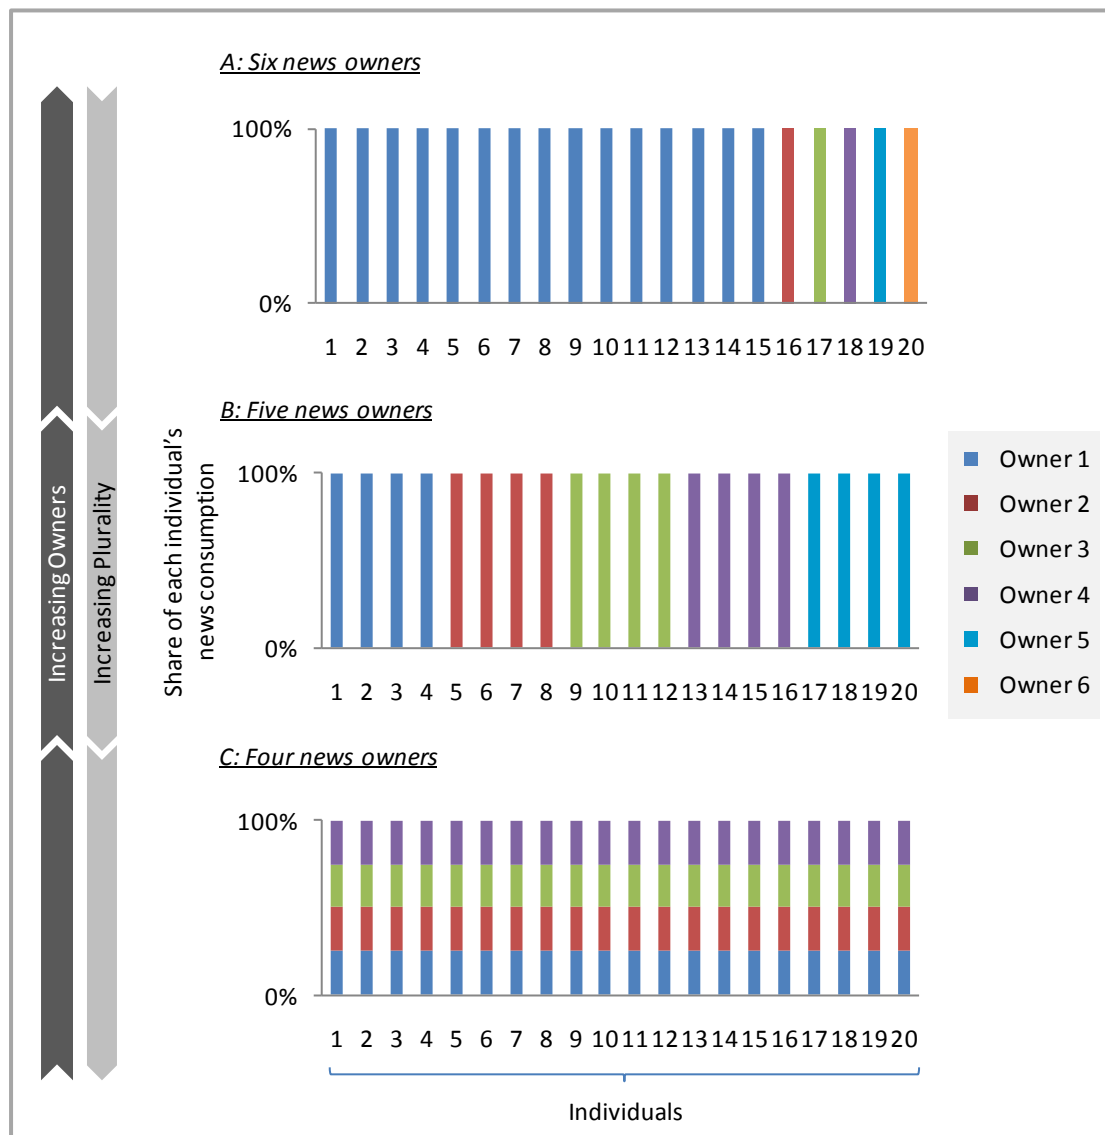 A: Six news owners
100%
0%
1 2 3 4 5 6 7 8 9 10 11 12 13 14 15 16 17 18 19 20
B: Five news owners
Increasing Owners
Increasing Plurality
Share of each individual's
news consumption
100%
0%
1 2 3 4 5 6 7 8 9 10 11 12 13 14 15 16 17 18 19 20
Owner 1
Owner 2
Owner 3
Owner 4
Owner 5
Owner 6
C: Four news owners
100%
0%
1 2 3 4 5 6 7 8 9 10 11 12 13 14 15 16 17 18 19 20
Individuals